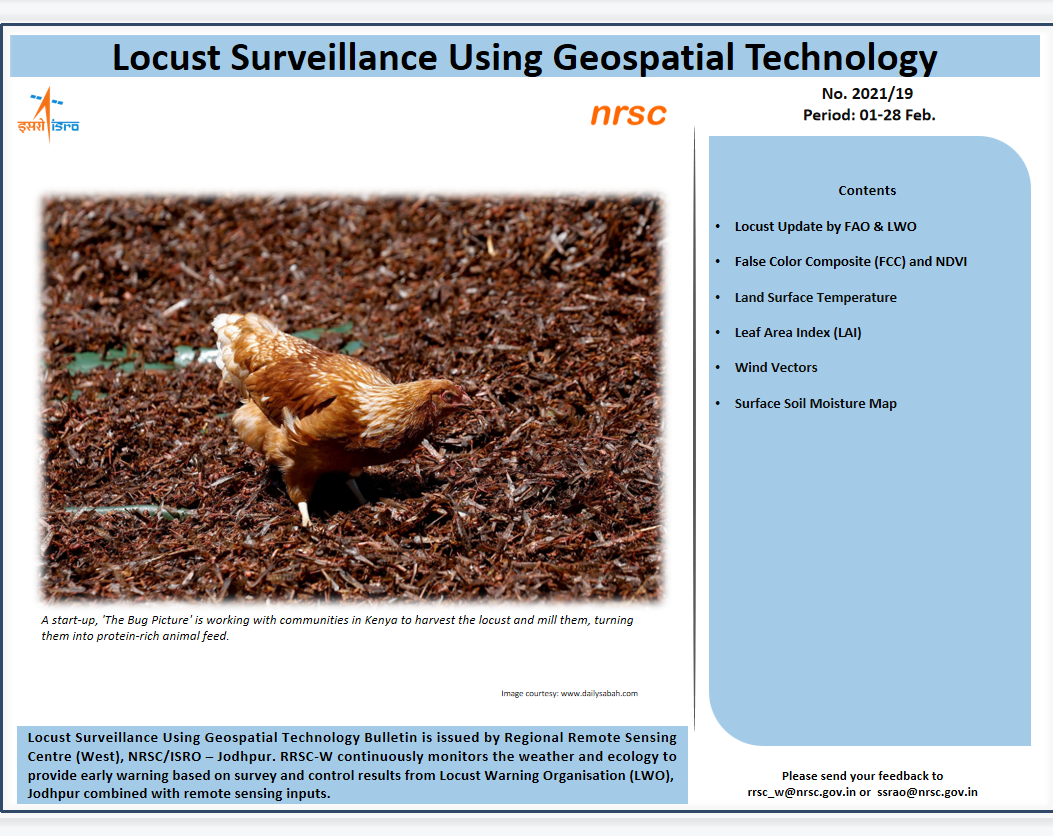 Locust Surveillance Using Geospatial Technology
इसरो isro
nrsc
No. 2021/19
Period: 01-28 Feb.
Contents
• Locust Update by FAO & LWO
• False Color Composite (FCC) and NDVI
• Land Surface Temperature
• Leaf Area Index (LAI)
• Wind Vectors
• Surface Soil Moisture Map
A start-up, 'The Bug Picture' is working with communities in Kenya to harvest the locust and mill them, turning
them into protein-rich animal feed.
Image courtesy: www.dailysabah.com
Locust Surveillance Using Geospatial Technology Bulletin is issued by Regional Remote Sensing
Centre (West), NRSC/ISRO – Jodhpur. RRSC-W continuously monitors the weather and ecology to
provide early warning based on survey and control results from Locust Warning Organisation (LWO),
Jodhpur combined with remote sensing inputs.
Please send your feedback to
rrsc_w@nrsc.gov.in or ssrao@nrsc.gov.in